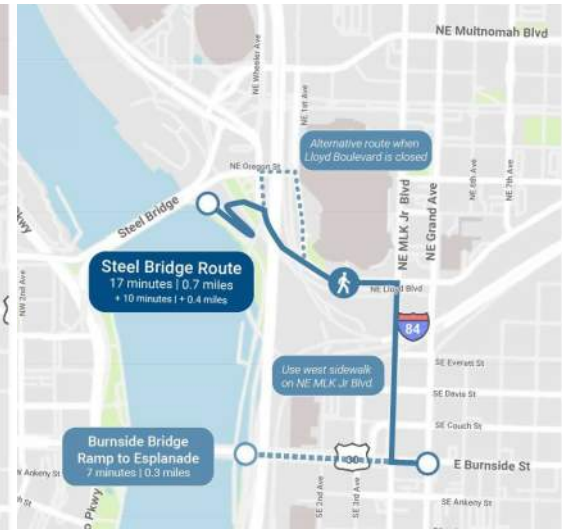 NE Multnomah Blvd
NE Wheeler Ave
NE 1st Ave
Alternative route when
Lloyd Boulevard is closed
NE Oregon St
NE 6th Ave
NE 7th Ave
NE MLK Jr Blvd
NE Grand Ave
Steel Bridge
Pkwy
NW 2nd Ave
Steel Bridge Route
17 minutes | 0.7 miles
+ 10 minutes | + 0.4 miles
NE Lloyd Blvd
84
Use west sidewalk
on NE MLK Jr Blvd.
SE Everett St
SE Davis St
SE Couch St
Burnside Bridge
Ramp to Esplanade
7 minutes | 0.3 miles
30
E Burnside St
W Ankeny St
SE 2nd Ave
SE 3rd Ave
SE Ankeny St
Pkwy